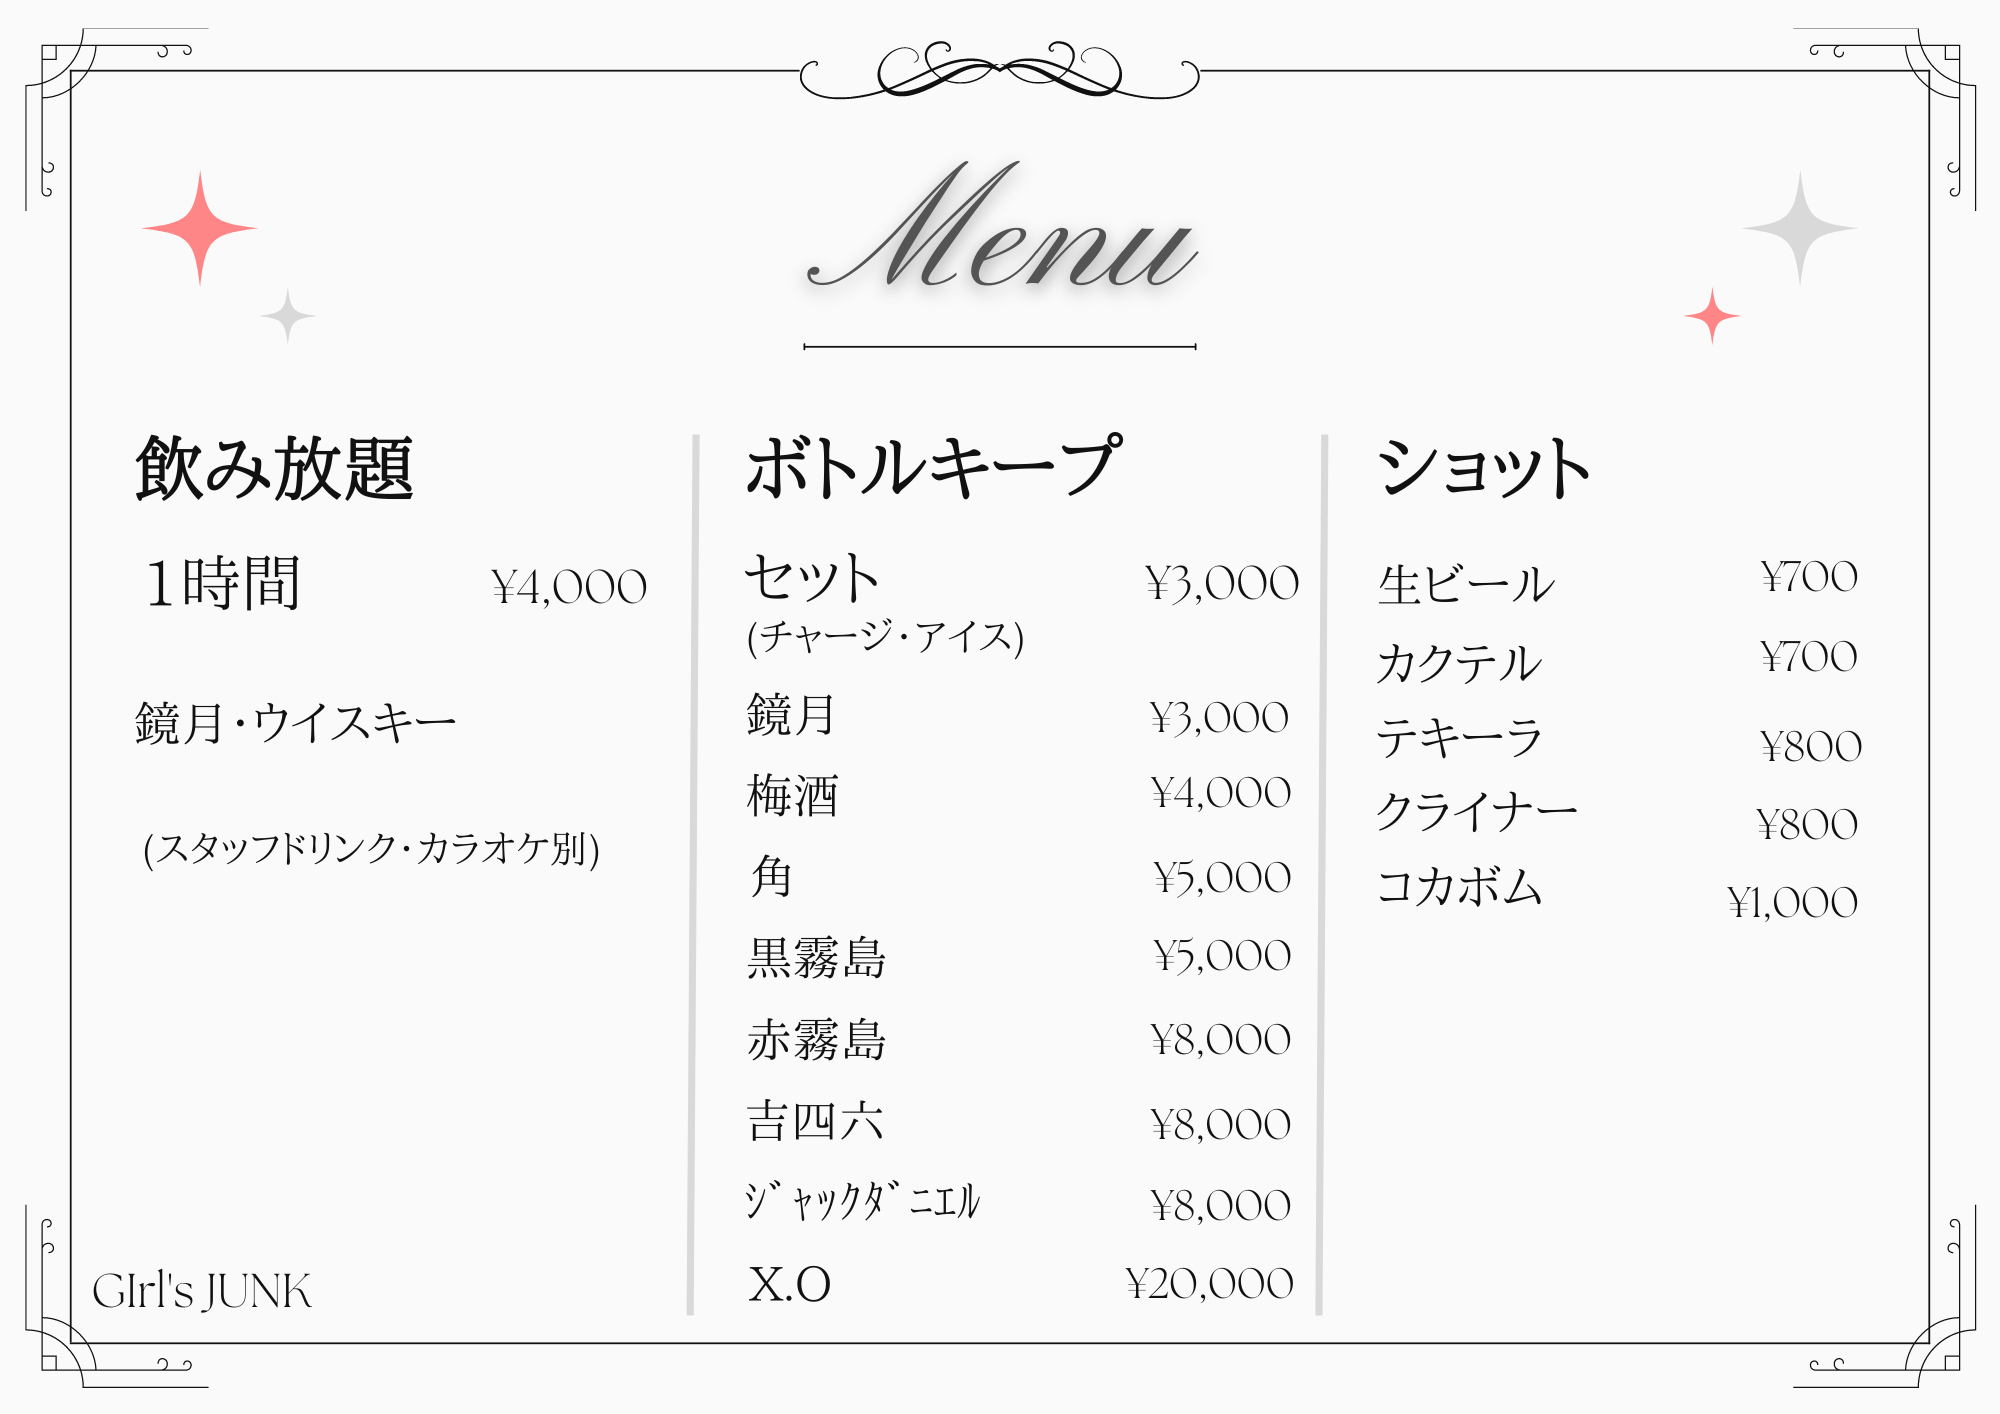 Menu
飲み放題
1時間 ¥4,000
鏡月・ウイスキー
(スタッフドリンク・カラオケ別)
GIrl's JUNK
ボトルキープ
セット ¥3,000
(チャージ・アイス)
鏡月 ¥3,000
梅酒 ¥4,000
角 ¥5,000
黒霧島 ¥5,000
赤霧島 ¥8,000
吉四六 ¥8,000
ｼﾞｬｯｸﾀﾞﾆｴﾙ ¥8,000
X.O ¥20,000
ショット
生ビール ¥700
カクテル ¥700
テキーラ ¥800
クライナー ¥800
コカボム ¥1,000